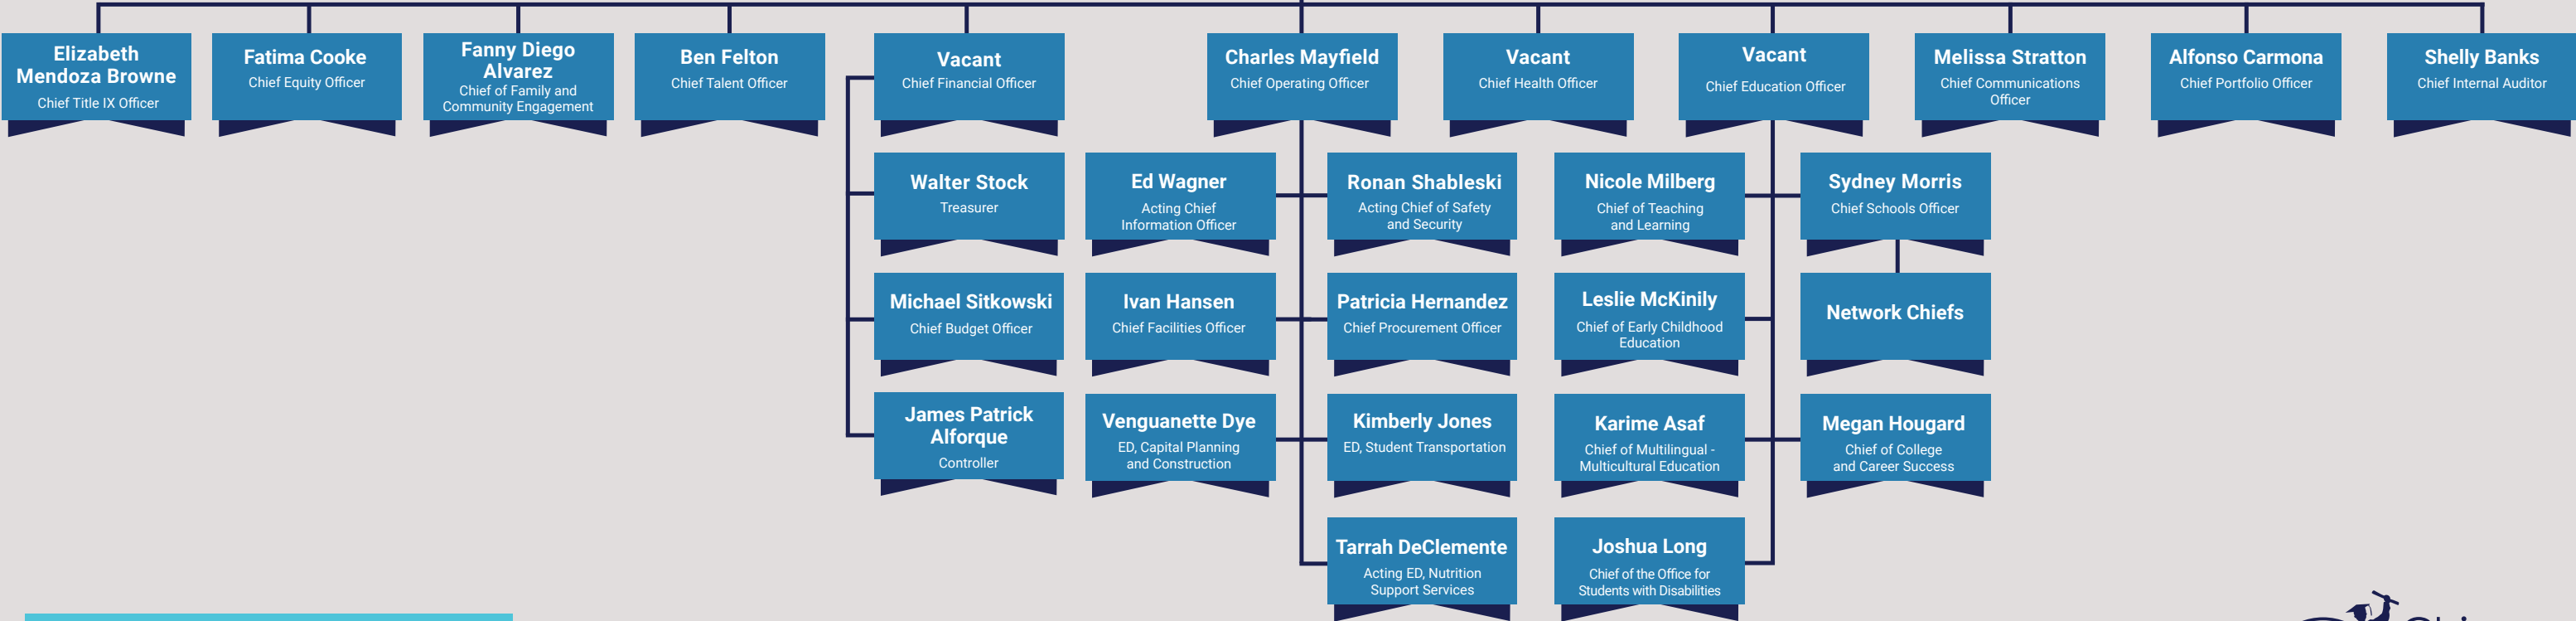 Elizabeth
Mendoza Browne
Chief Title IX Officer
Fatima Cooke
Chief Equity Officer
Fanny Diego
Alvarez
Chief of Family and
Community Engagement
Ben Felton
Chief Talent Officer
Vacant
Chief Financial Officer
Charles Mayfield
Chief Operating Officer
Vacant
Chief Health Officer
Vacant
Chief Education Officer
Melissa Stratton
Chief Communications
Officer
Alfonso Carmona
Chief Portfolio Officer
Shelly Banks
Chief Internal Auditor
Walter Stock
Treasurer
Ed Wagner
Acting Chief
Information Officer
Ronan Shableski
Acting Chief of Safety
and Security
Nicole Milberg
Chief of Teaching
and Learning
Sydney Morris
Chief Schools Officer
Michael Sitkowski
Chief Budget Officer
Ivan Hansen
Chief Facilities Officer
Patricia Hernandez
Chief Procurement Officer
Leslie McKinily
Chief of Early Childhood
Education
Network Chiefs
James Patrick
Alforque
Controller
Venguanette Dye
ED, Capital Planning
and Construction
Kimberly Jones
ED, Student Transportation
Karime Asaf
Chief of Multilingual -
Multicultural Education
Megan Hougard
Chief of College
and Career Success
Tarrah DeClemente
Acting ED, Nutrition
Support Services
Joshua Long
Chief of the Office for
Students with Disabilities